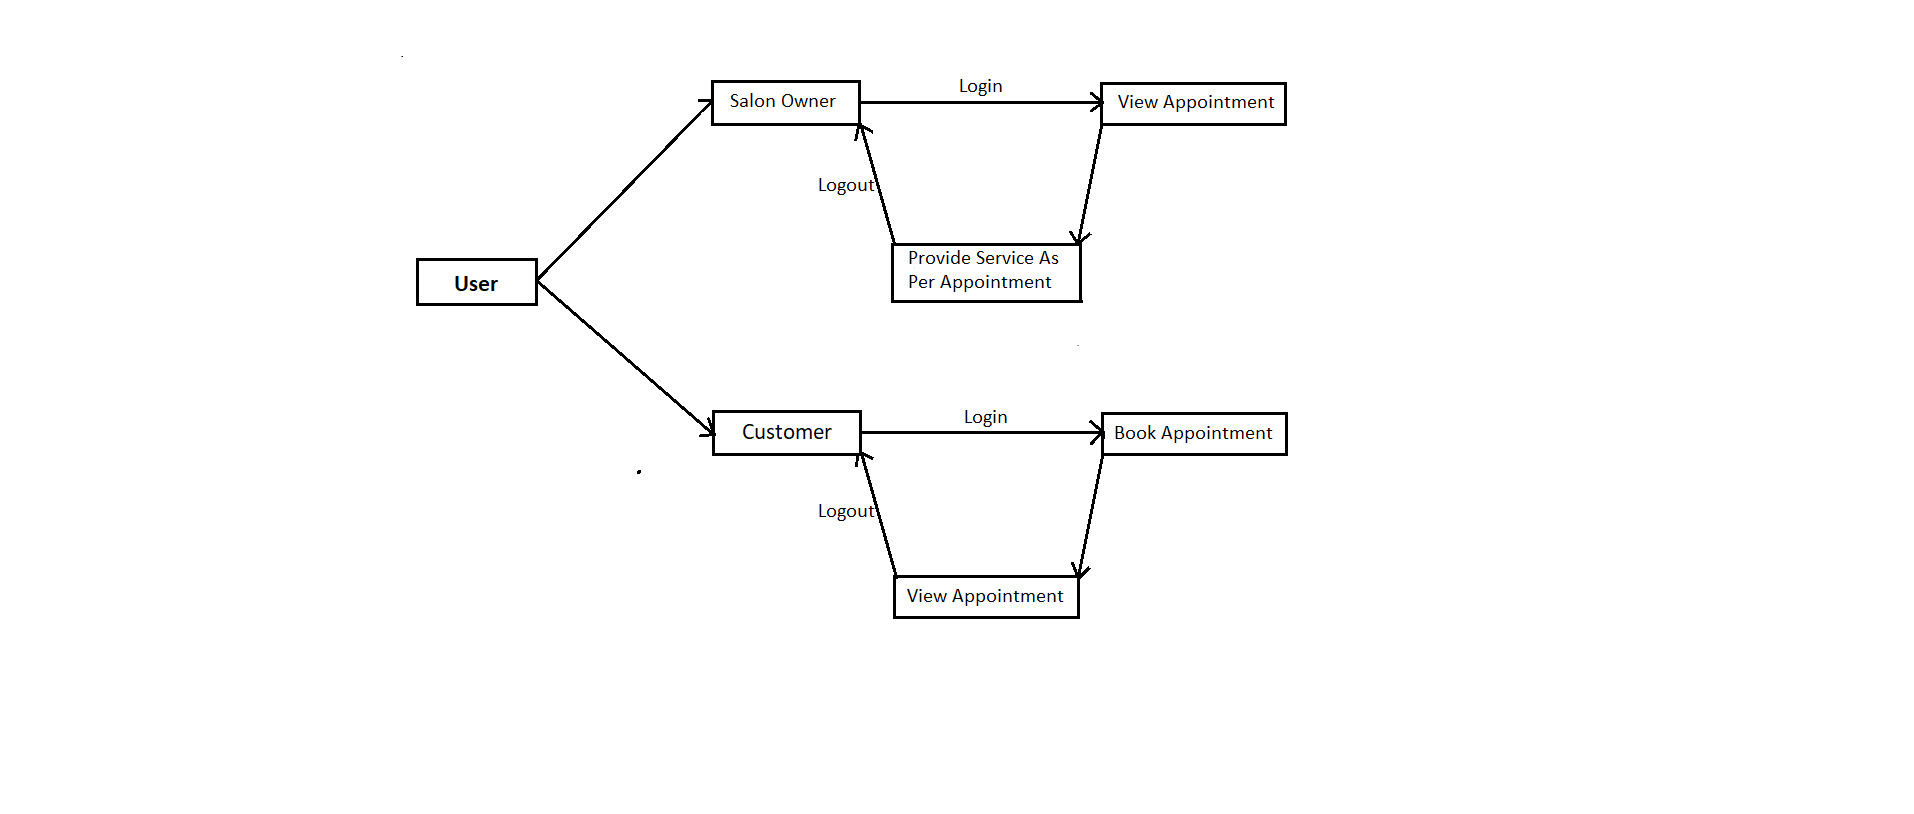 Login
Salon Owner
View Appointment
Logout
Provide Service As
Per Appointment
User
Login
Customer
Book Appointment
Logout
View Appointment